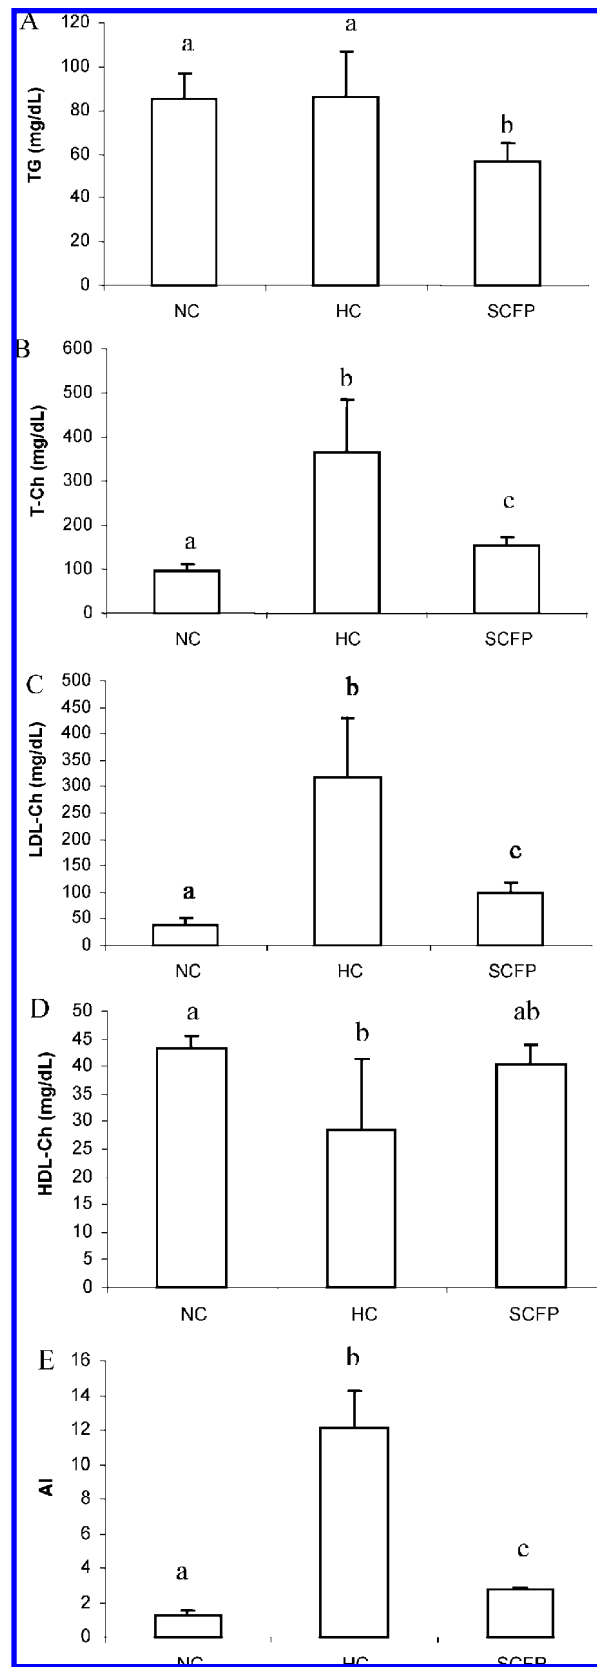 A
120
a
a
100
80
b
TG (mg/dL)
60
40
20
0
NC HC SCFP
B
600
b
500
400
T-Ch (mg/dL)
300
c
200
a
100
0
NC HC SCFP
C
500
b
450
400
350
LDL-Ch (mg/dL)
300
250
200
c
150
100
a
50
0
NC HC SCFP
D
50
a
b
ab
45
40
35
HDL-Ch (mg/dL)
30
25
20
15
10
5
0
NC HC SCFP
E
16
b
14
12
10
AI
8
6
c
4
a
2
0
NC HC SCFP